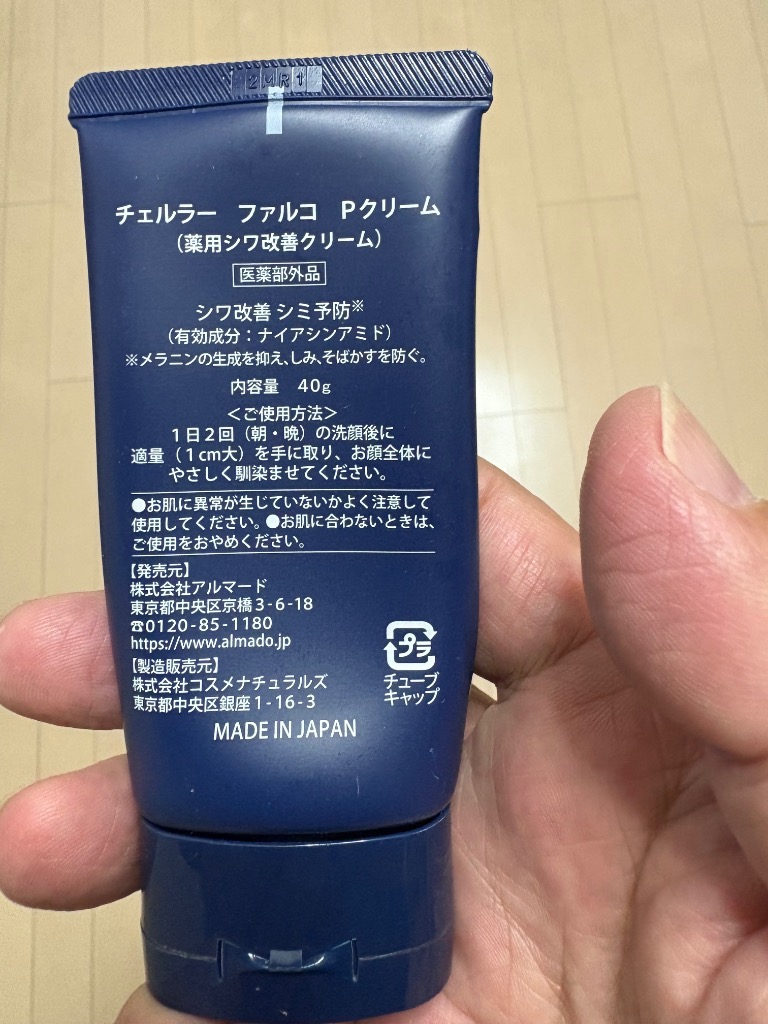 2MR1
チェルラー ファルコ Pクリーム
（薬用シワ改善クリーム）
医薬部外品
シワ改善 シミ予防※
（有効成分：ナイアシンアミド）
※メラニンの生成を抑え、しみ、そばかすを防ぐ。
内容量 40g
＜ご使用方法＞
1日2回（朝・晩）の洗顔後に
適量（1cm大）を手に取り、お顔全体に
やさしく馴染ませてください。
●お肌に異常が生じていないかよく注意して
使用してください。●お肌に合わないときは、
ご使用をおやめください。
【発売元】
株式会社アルマード
東京都中央区京橋3-6-18
☎0120-85-1180
https://www.almado.jp
【製造販売元】
株式会社コスメナチュラルズ
東京都中央区銀座1-16-3
プラ
チューブ
キャップ
MADE IN JAPAN